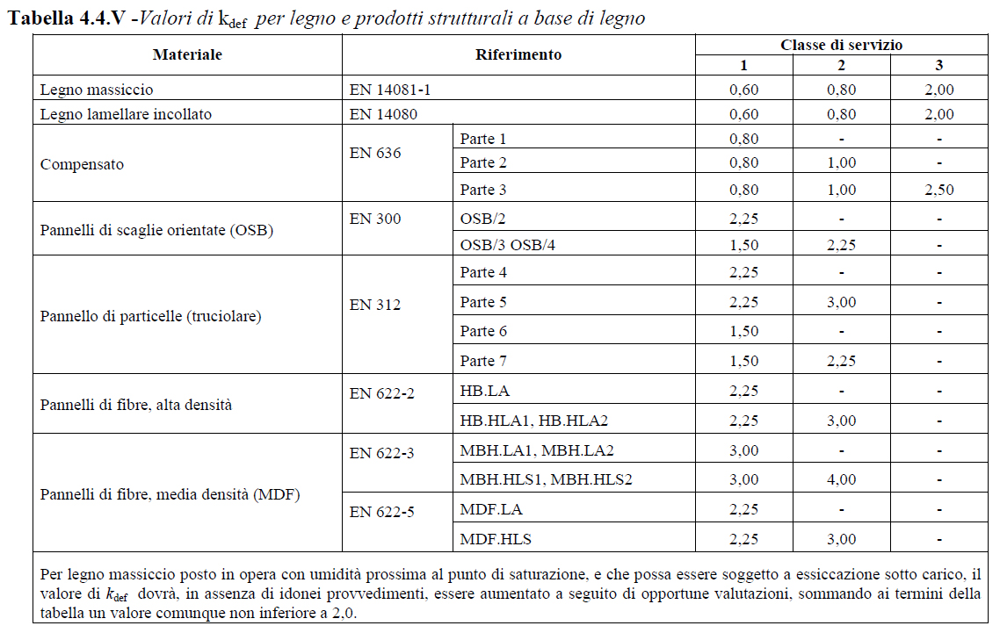 Tabella 4.4.V -Valori di kdef per legno e prodotti strutturali a base di legno
Materiale Riferimento Classe di servizio
1 2 3
Legno massiccio EN 14081-1 0,60 0,80 2,00
Legno lamellare incollato EN 14080 0,60 0,80 2,00
Compensato EN 636 Parte 1 0,80 - -
Parte 2 0,80 1,00 -
Parte 3 0,80 1,00 2,50
Pannelli di scaglie orientate (OSB) EN 300 OSB/2 2,25 - -
OSB/3 OSB/4 1,50 2,25 -
Pannello di particelle (truciolare) EN 312 Parte 4 2,25 - -
Parte 5 2,25 3,00 -
Parte 6 1,50 - -
Parte 7 1,50 2,25 -
Pannelli di fibre, alta densità EN 622-2 HB.LA 2,25 - -
HB.HLA1, HB.HLA2 2,25 3,00 -
Pannelli di fibre, media densità (MDF) EN 622-3 MBH.LA1, MBH.LA2 3,00 - -
MBH.HLS1, MBH.HLS2 3,00 4,00 -
EN 622-5 MDF.LA 2,25 - -
MDF.HLS 2,25 3,00 -
Per legno massiccio posto in opera con umidità prossima al punto di saturazione, e che possa essere soggetto a essiccazione sotto carico, il
valore di kdef dovrà, in assenza di idonei provvedimenti, essere aumentato a seguito di opportune valutazioni, sommando ai termini della
tabella un valore comunque non inferiore a 2,0.